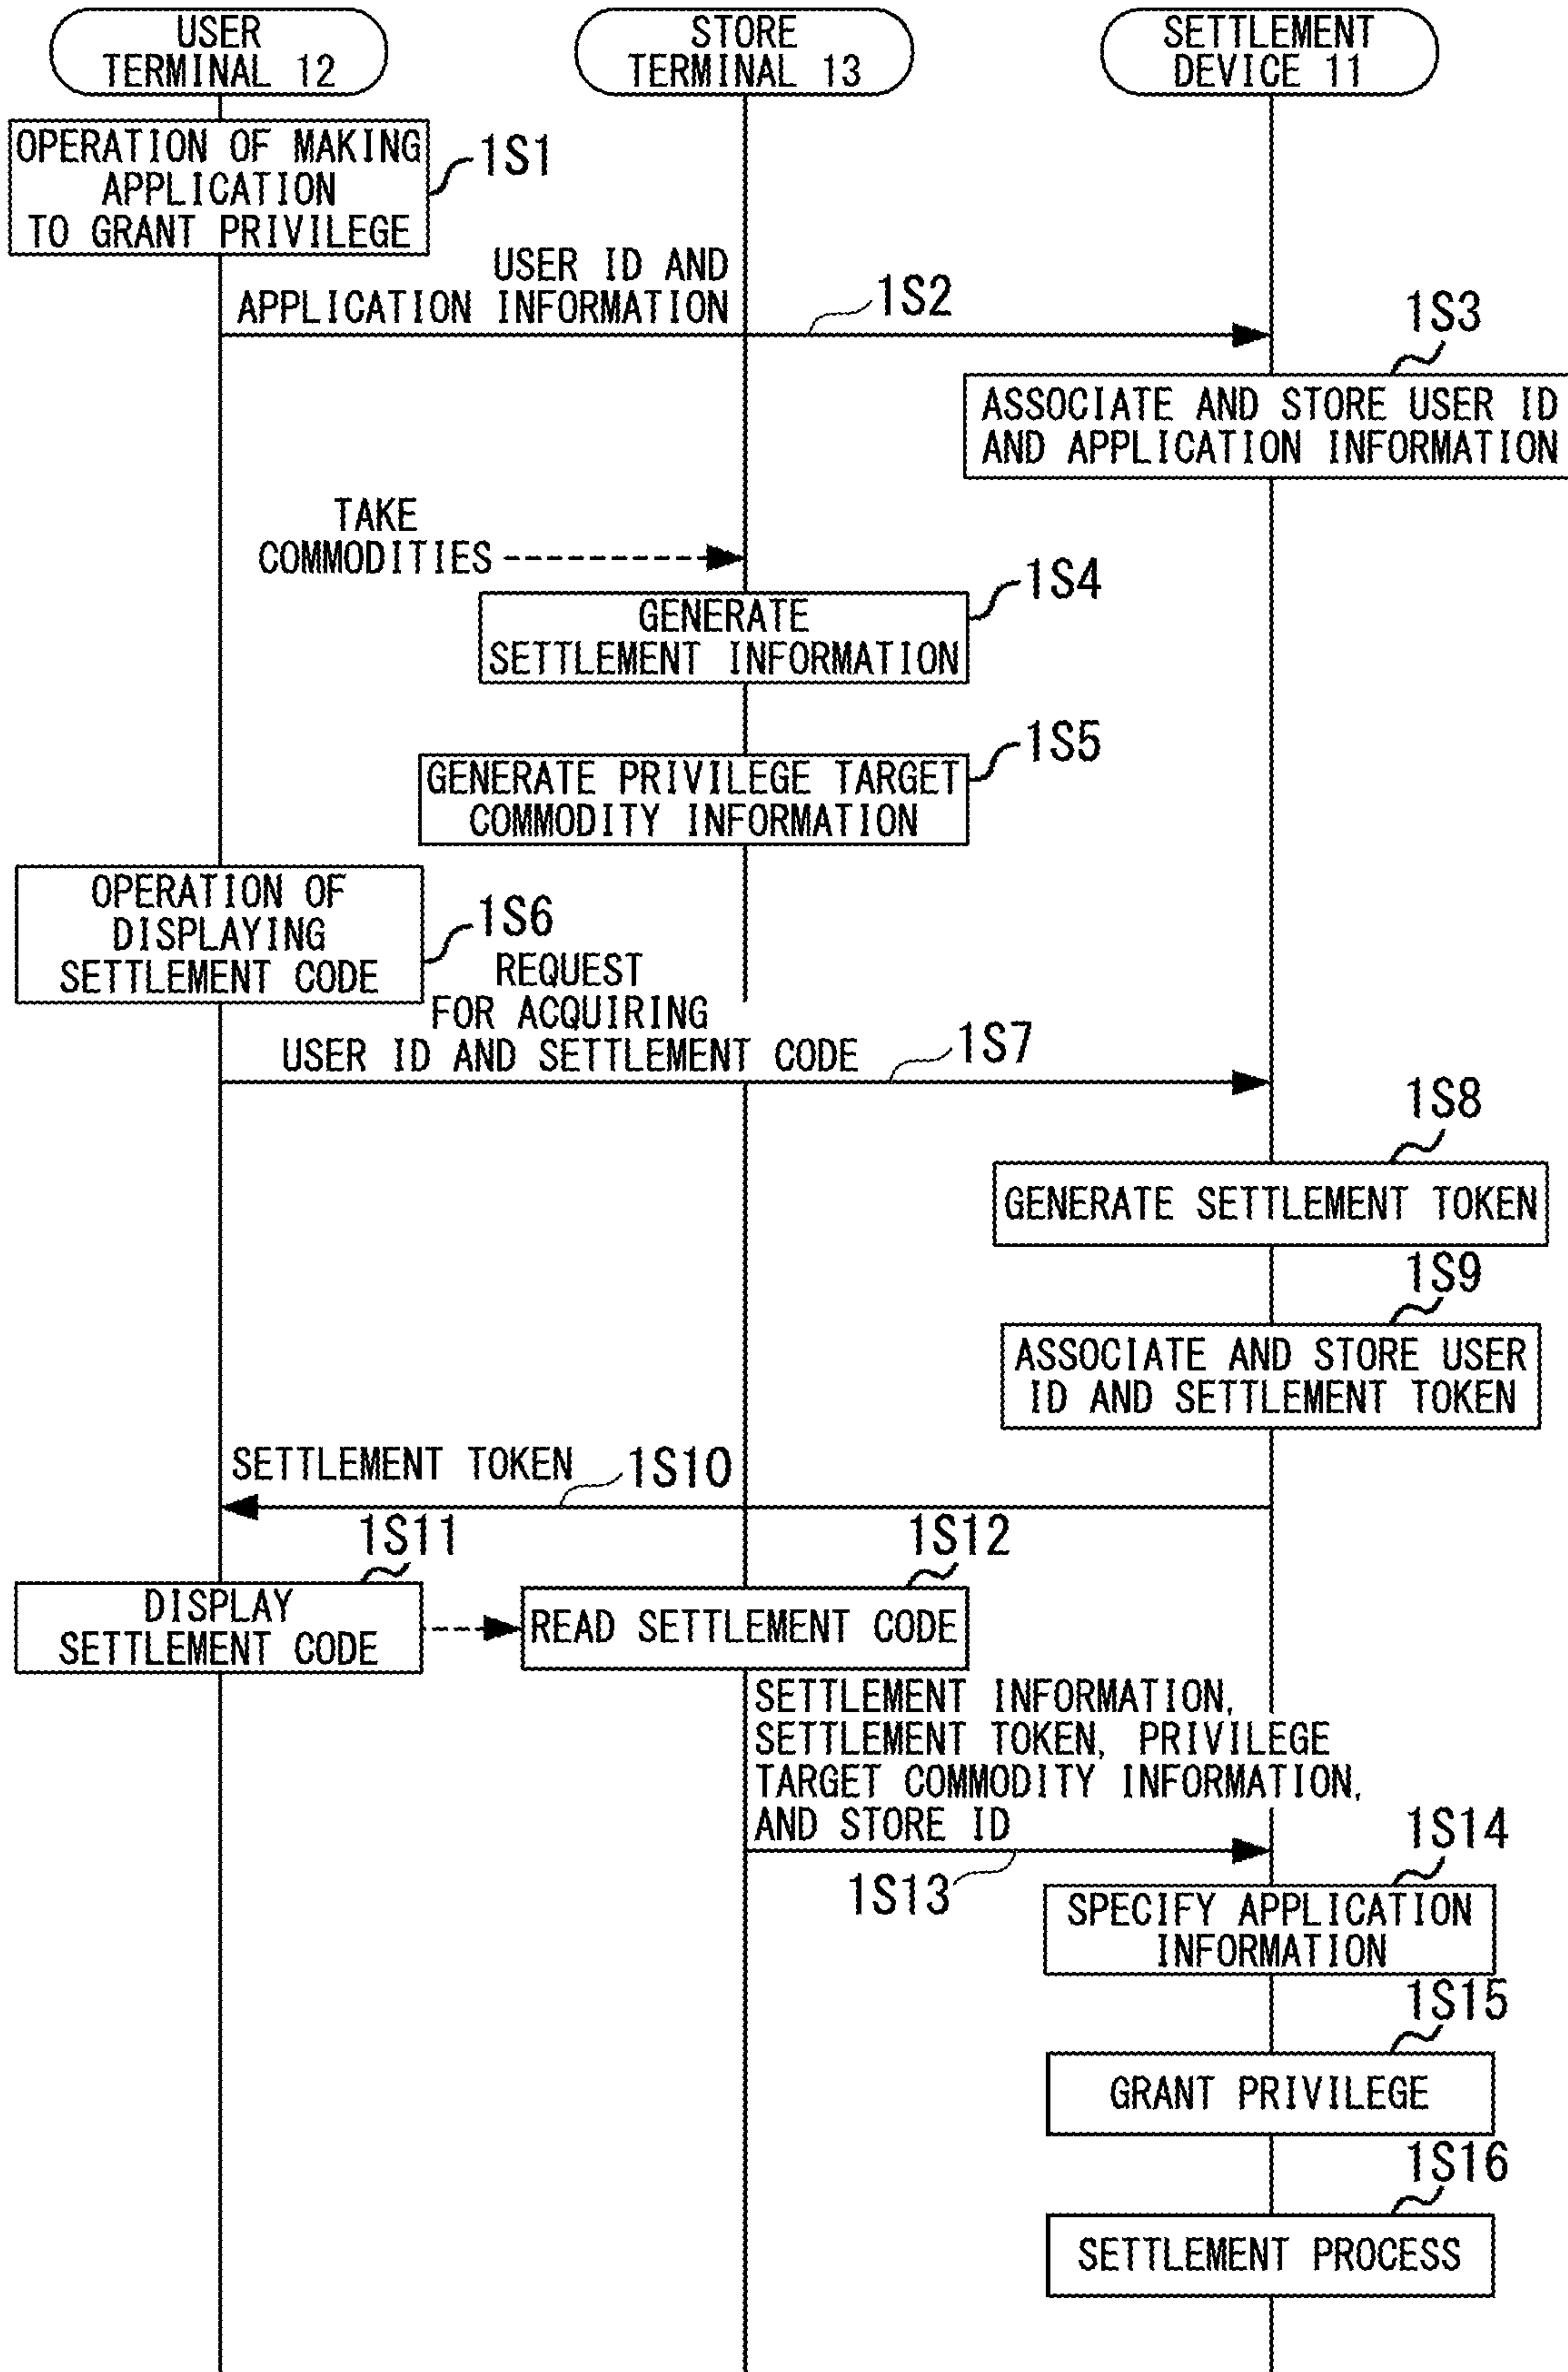 USER
TERMINAL 12
STORE
TERMINAL 13
SETTLEMENT
DEVICE 11
OPERATION OF MAKING
APPLICATION
TO GRANT PRIVILEGE
1S1
USER ID AND
APPLICATION INFORMATION
1S2
1S3
ASSOCIATE AND STORE USER ID
AND APPLICATION INFORMATION
TAKE
COMMODITIES
1S4
GENERATE
SETTLEMENT INFORMATION
1S5
GENERATE PRIVILEGE TARGET
COMMODITY INFORMATION
OPERATION OF
DISPLAYING
SETTLEMENT CODE
1S6
REQUEST
FOR ACQUIRING
USER ID AND SETTLEMENT CODE
1S7
1S8
GENERATE SETTLEMENT TOKEN
1S9
ASSOCIATE AND STORE USER
ID AND SETTLEMENT TOKEN
SETTLEMENT TOKEN
1S10
1S11
DISPLAY
SETTLEMENT CODE
1S12
READ SETTLEMENT CODE
SETTLEMENT INFORMATION,
SETTLEMENT TOKEN, PRIVILEGE
TARGET COMMODITY INFORMATION,
AND STORE ID
1S13
1S14
SPECIFY APPLICATION
INFORMATION
1S15
GRANT PRIVILEGE
1S16
SETTLEMENT PROCESS